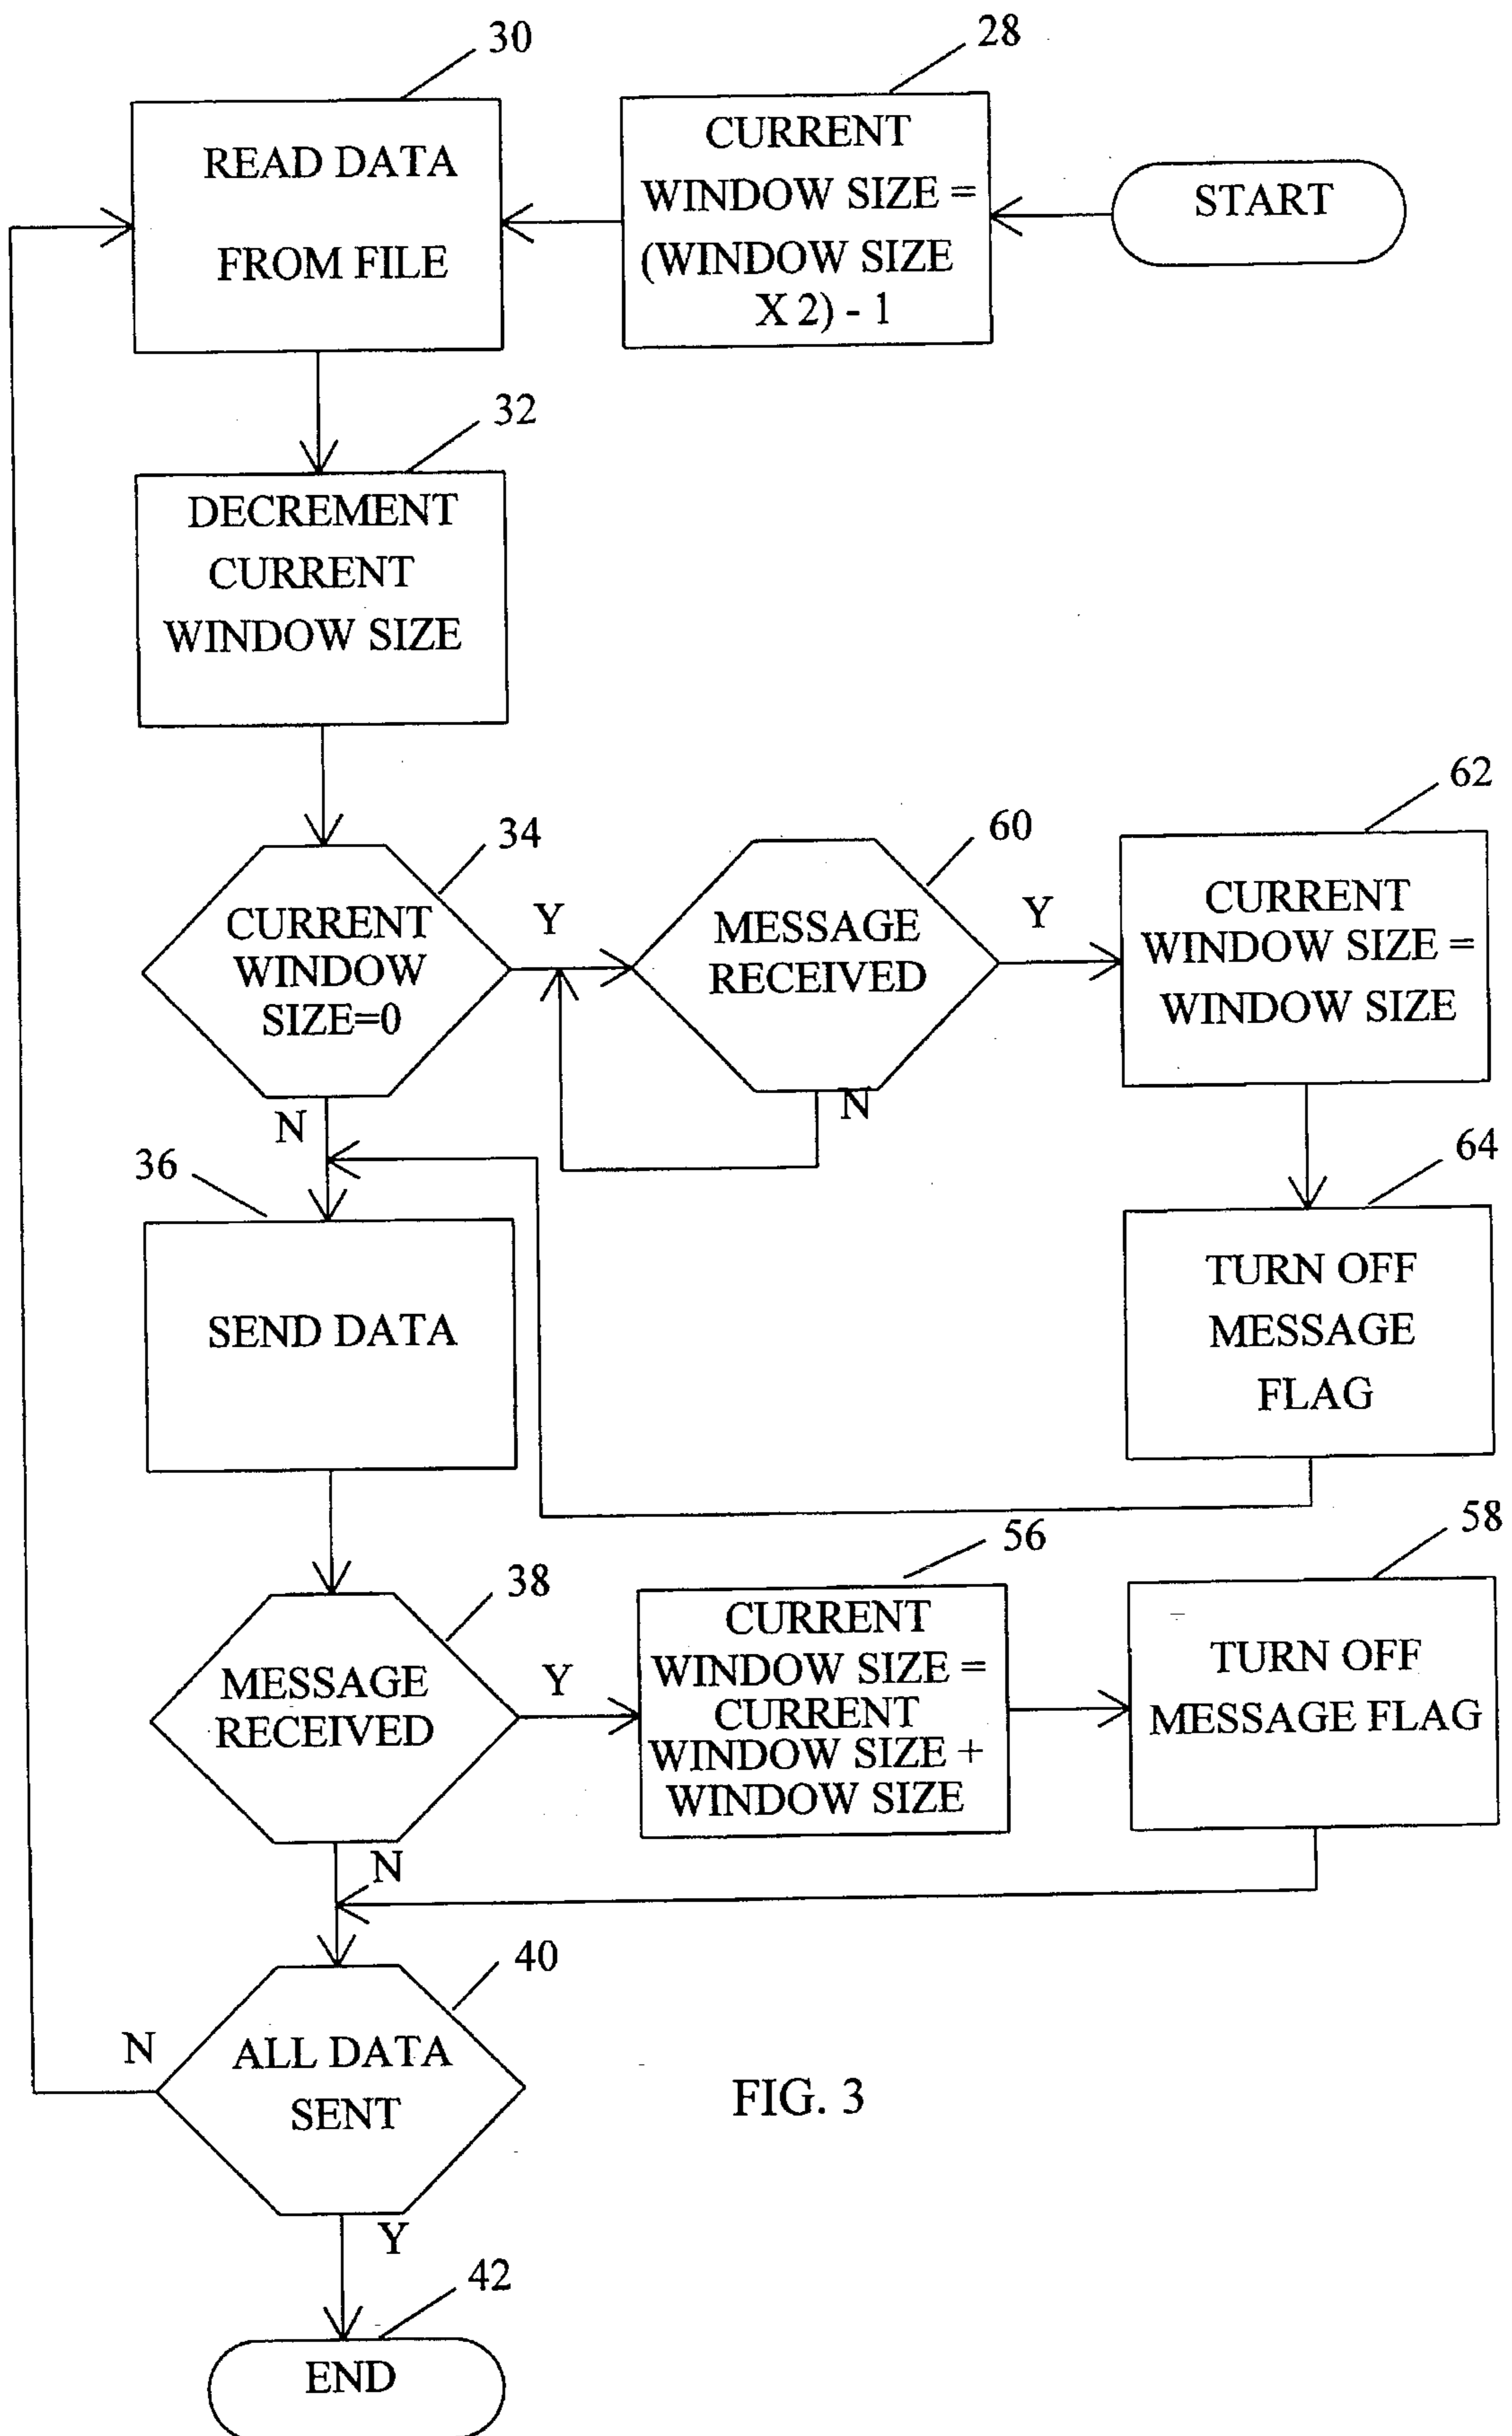 30
READ DATA
FROM FILE
28
CURRENT
WINDOW SIZE =
(WINDOW SIZE
X 2) - 1
START
32
DECREMENT
CURRENT
WINDOW SIZE
34
CURRENT
WINDOW
SIZE=0
Y
N
60
MESSAGE
RECEIVED
Y
N
62
CURRENT
WINDOW SIZE =
WINDOW SIZE
64
TURN OFF
MESSAGE
FLAG
36
SEND DATA
38
MESSAGE
RECEIVED
Y
N
56
CURRENT
WINDOW SIZE =
CURRENT
WINDOW SIZE +
WINDOW SIZE
58
TURN OFF
MESSAGE FLAG
40
ALL DATA
SENT
N
Y
42
END
FIG. 3